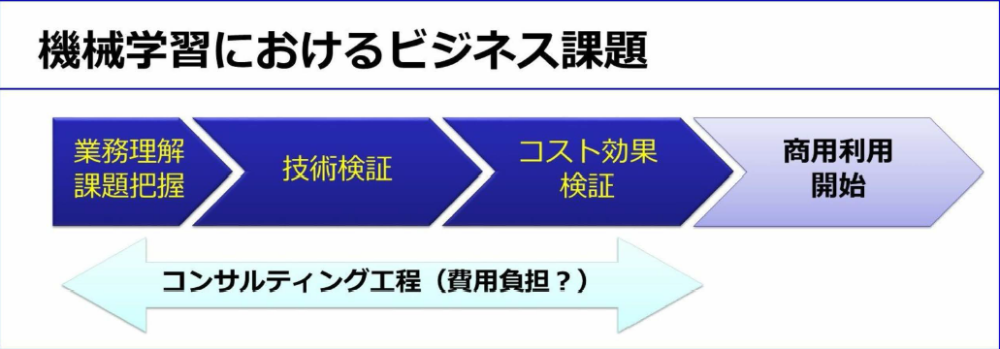 機械学習におけるビジネス課題
業務理解
課題把握
技術検証
コスト効果
検証
商用利用
開始
コンサルティング工程（費用負担？）